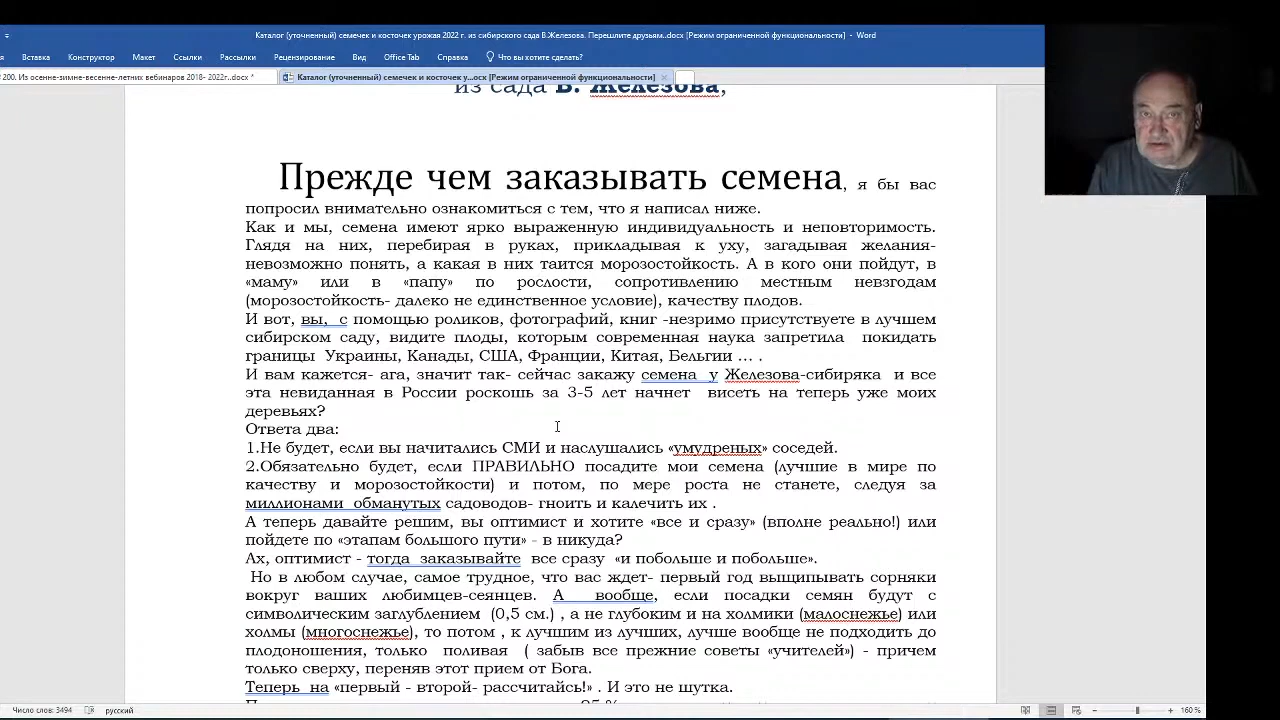 Каталог (уточненный) семечек и косточек урожая 2022 г. из сибирского сада В.Железова. Перешлите друзьям..docx [Режим ограниченной функциональности] - Word
Вставка Конструктор Макет Ссылки Рассылки Рецензирование Вид Office Tab Справка Что вы хотите сделать?
200. Из осенне-зимне-весенне-летних вебинаров 2018- 2022г..docx * Каталог (уточненный) семечек и косточек у...осх [Режим ограниченной функциональности]
из сада В. Железова,
Прежде чем заказывать семена, я бы вас
попросил внимательно ознакомиться с тем, что я написал ниже.
Как и мы, семена имеют ярко выраженную индивидуальность и неповторимость.
Глядя на них, перебирая в руках, прикладывая к уху, загадывая желания-
невозможно понять, а какая в них таится морозостойкость. А в кого они пойдут, в
«маму» или в «папу» по рослости, сопротивлению местным невзгодам
(морозостойкость- далеко не единственное условие), качеству плодов.
И вот, вы, с помощью роликов, фотографий, книг -незримо присутствуете в лучшем
сибирском саду, видите плоды, которым современная наука запретила покидать
границы Украины, Канады, США, Франции, Китая, Бельгии ... .
И вам кажется- ага, значит так- сейчас закажу семена у Железова-сибиряка и все
эта невиданная в России роскошь за 3-5 лет начнет висеть на теперь уже моих
деревьях?
Ответа два:
1.Не будет, если вы начитались СМИ и наслушались «умудреных» соседей.
2.Обязательно будет, если ПРАВИЛЬНО посадите мои семена (лучшие в мире по
качеству и морозостойкости) и потом, по мере роста не станете, следуя за
миллионами обманутых садоводов- гноить и калечить их .
А теперь давайте решим, вы оптимист и хотите «все и сразу» (вполне реально!) или
пойдете по «этапам большого пути» - в никуда?
Ах, оптимист - тогда заказывайте все сразу «и побольше и побольше».
Но в любом случае, самое трудное, что вас ждет- первый год выщипывать сорняки
вокруг ваших любимцев-сеянцев. А вообще, если посадки семян будут с
символическим заглублением (0,5 см.) , а не глубоким и на холмики (малоснежье) или
холмы (многоснежье), то потом , к лучшим из лучших, лучше вообще не подходить до
плодоношения, только поливая ( забыв все прежние советы «учителей») - причем
только сверху, переняв этот прием от Бога.
Теперь на «первый - второй- рассчитайсь!» . И это не шутка.
Число слов: 3494 русский 160 %